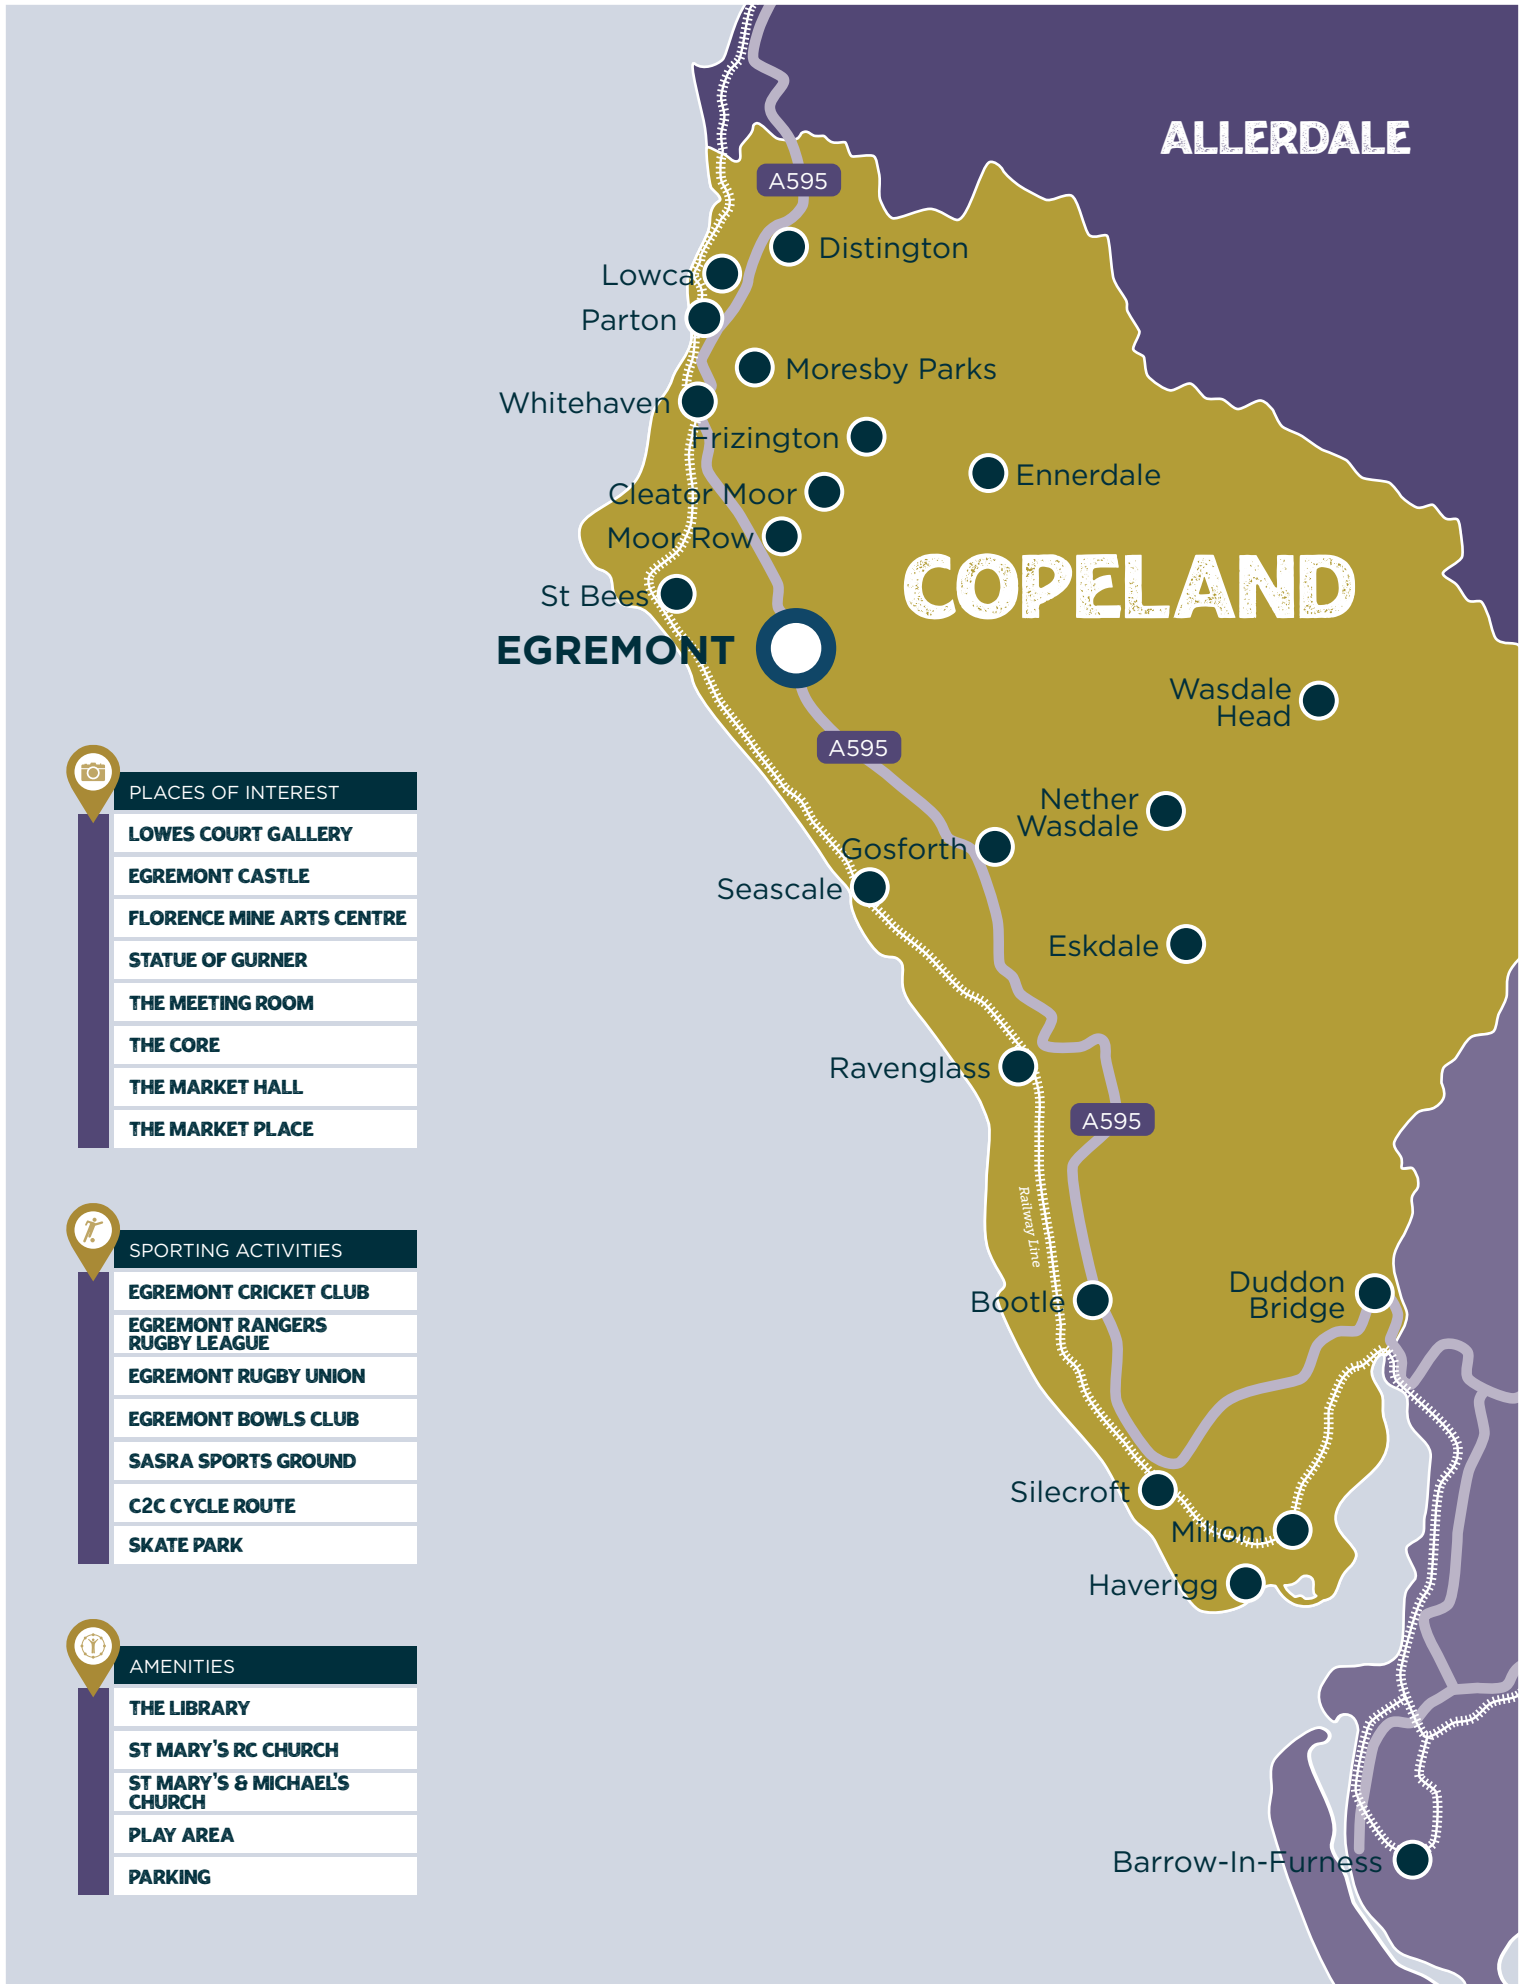 ALLERDALE
A595
Distington
Lowca
Parton
Moresby Parks
Whitehaven
Frizington
Ennerdale
Cleator Moor
Moor Row
COPELAND
St Bees
EGREMONT
Wasdale
Head
A595
Nether
Wasdale
Gosforth
Seascale
Eskdale
Ravenglass
A595
Railway Line
Duddon
Bridge
Bootle
Silecroft
Millom
Haverigg
Barrow-In-Furness
PLACES OF INTEREST
LOWES COURT GALLERY
EGREMONT CASTLE
FLORENCE MINE ARTS CENTRE
STATUE OF GURNER
THE MEETING ROOM
THE CORE
THE MARKET HALL
THE MARKET PLACE
SPORTING ACTIVITIES
EGREMONT CRICKET CLUB
EGREMONT RANGERS
RUGBY LEAGUE
EGREMONT RUGBY UNION
EGREMONT BOWLS CLUB
SASRA SPORTS GROUND
C2C CYCLE ROUTE
SKATE PARK
AMENITIES
THE LIBRARY
ST MARY'S RC CHURCH
ST MARY'S & MICHAEL'S
CHURCH
PLAY AREA
PARKING